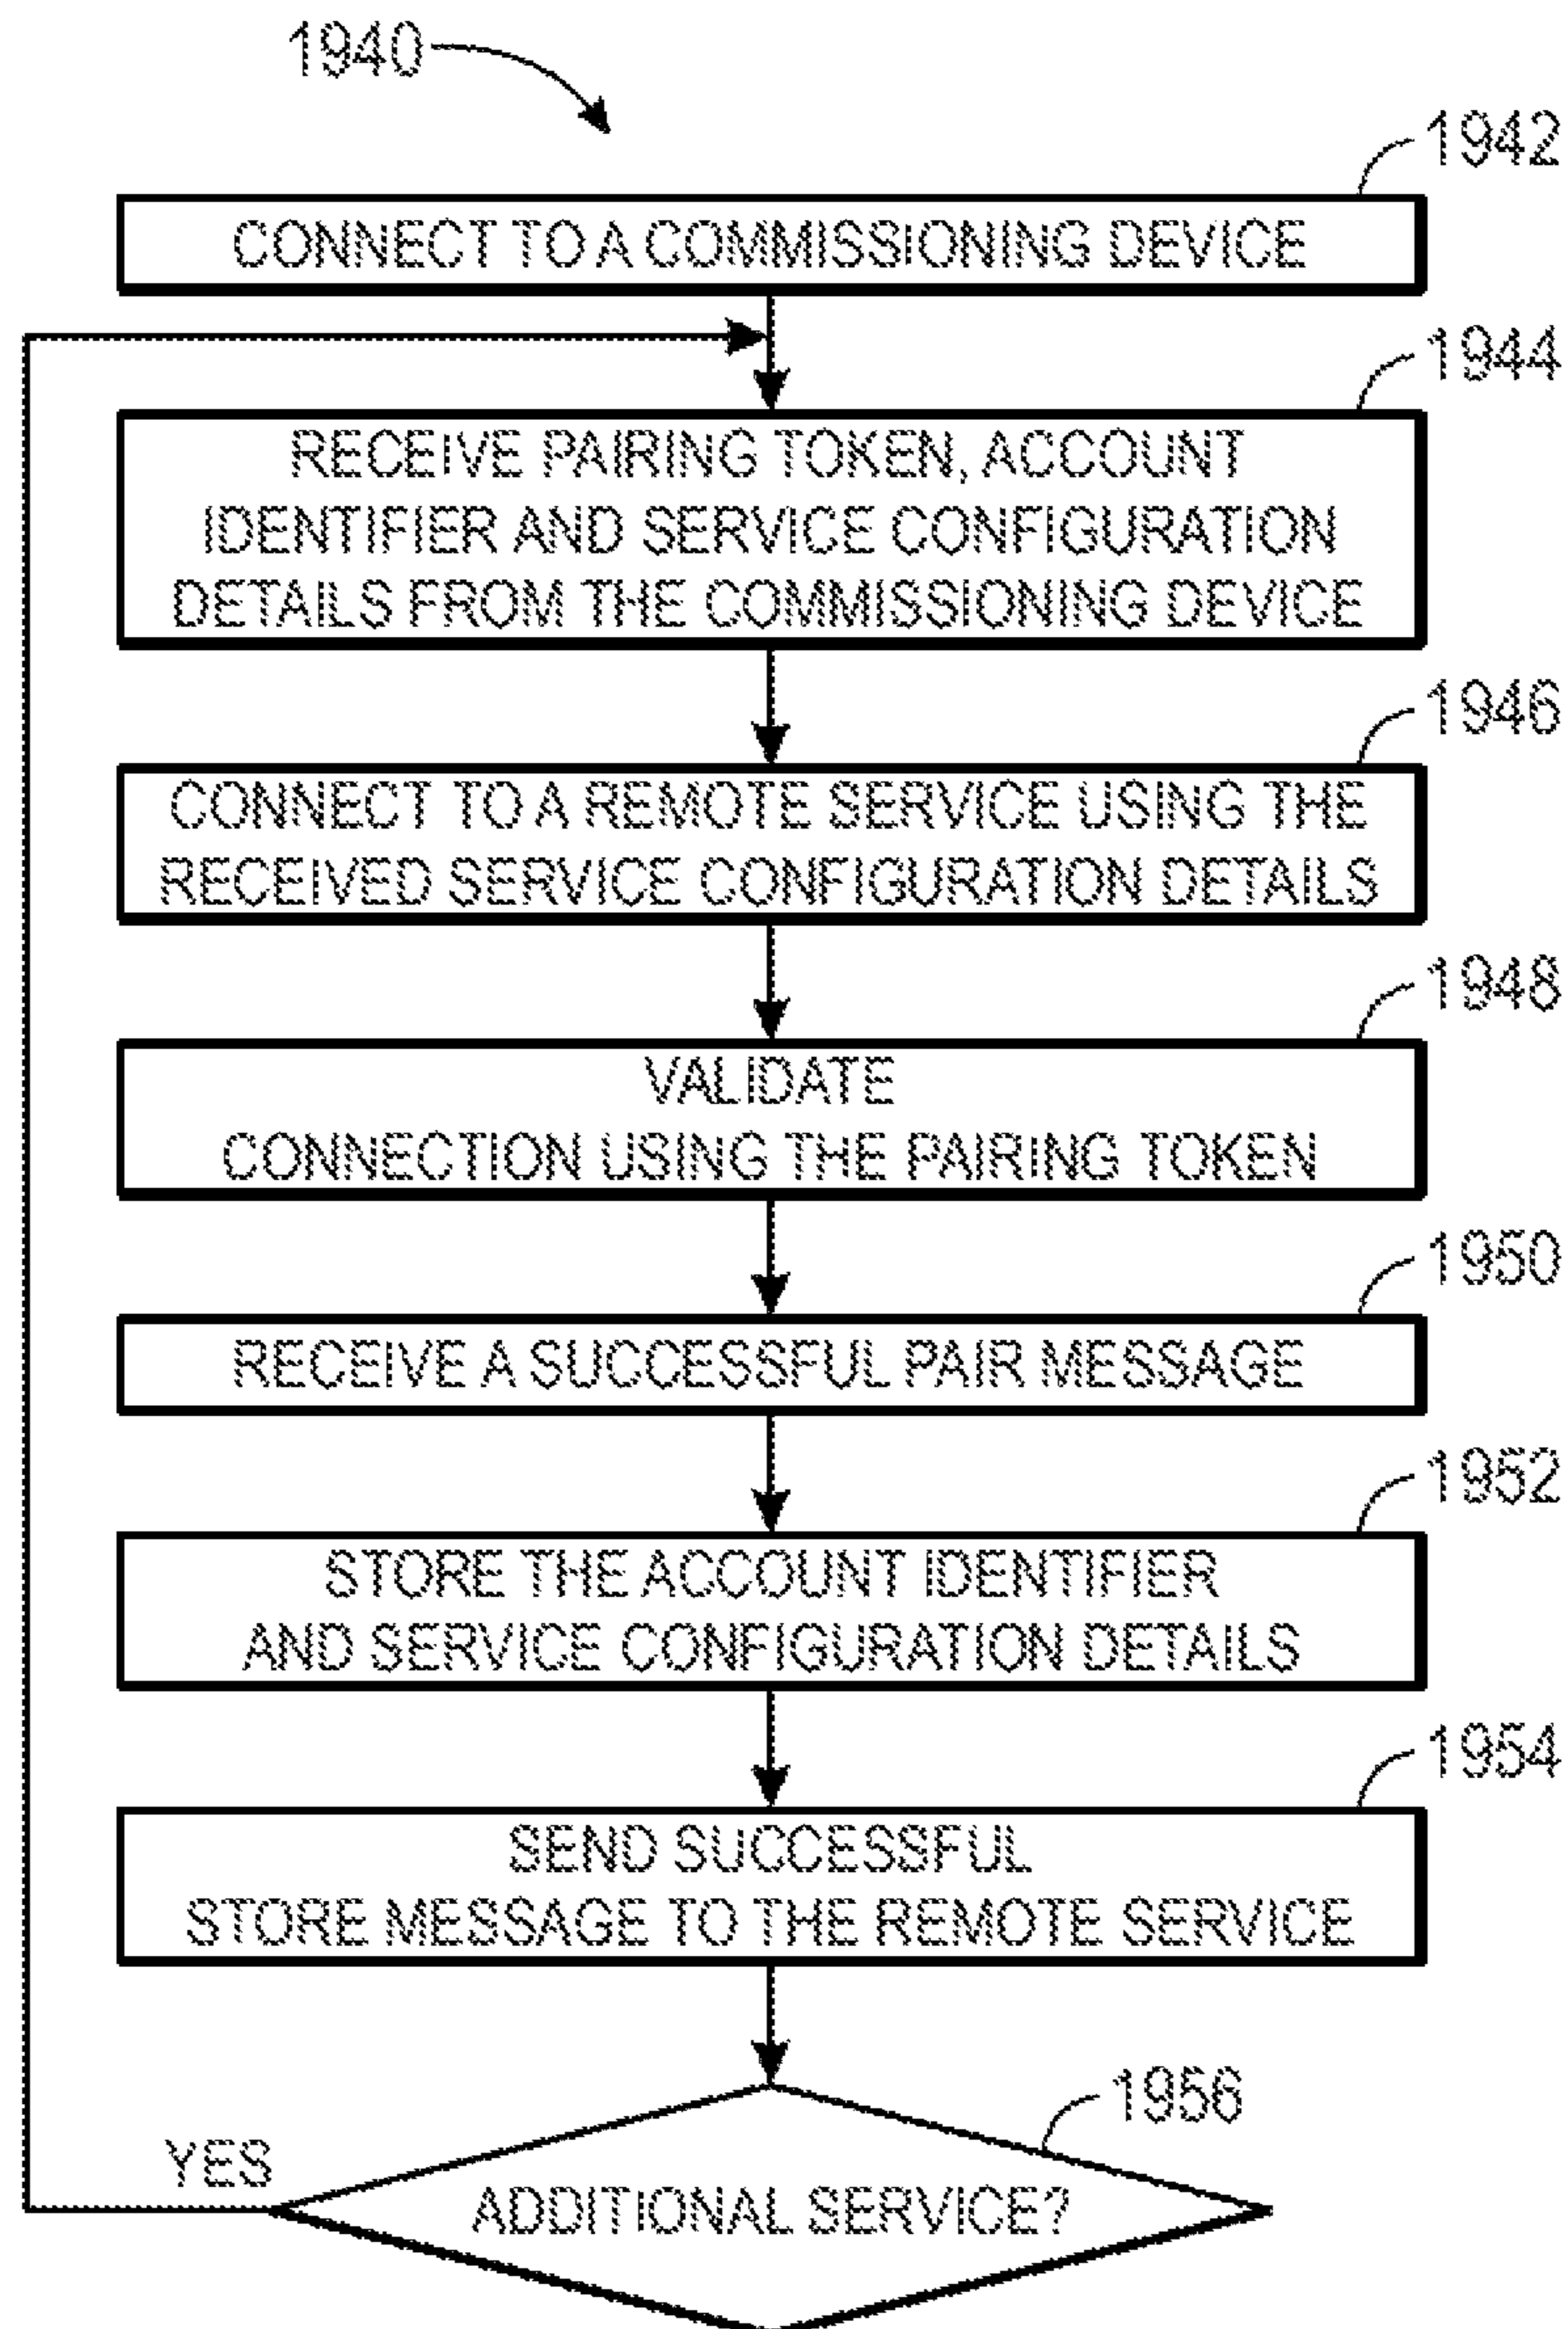 1940
1942
CONNECT TO A COMMISSIONING DEVICE
1944
RECEIVE PAIRING TOKEN, ACCOUNT
IDENTIFIER AND SERVICE CONFIGURATION
DETAILS FROM THE COMMISSIONING DEVICE
1946
CONNECT TO A REMOTE SERVICE USING THE
RECEIVED SERVICE CONFIGURATION DETAILS
1948
VALIDATE
CONNECTION USING THE PAIRING TOKEN
1950
RECEIVE A SUCCESSFUL PAIR MESSAGE
1952
STORE THE ACCOUNT IDENTIFIER
AND SERVICE CONFIGURATION DETAILS
1954
SEND SUCCESSFUL
STORE MESSAGE TO THE REMOTE SERVICE
1956
YES
ADDITIONAL SERVICE?